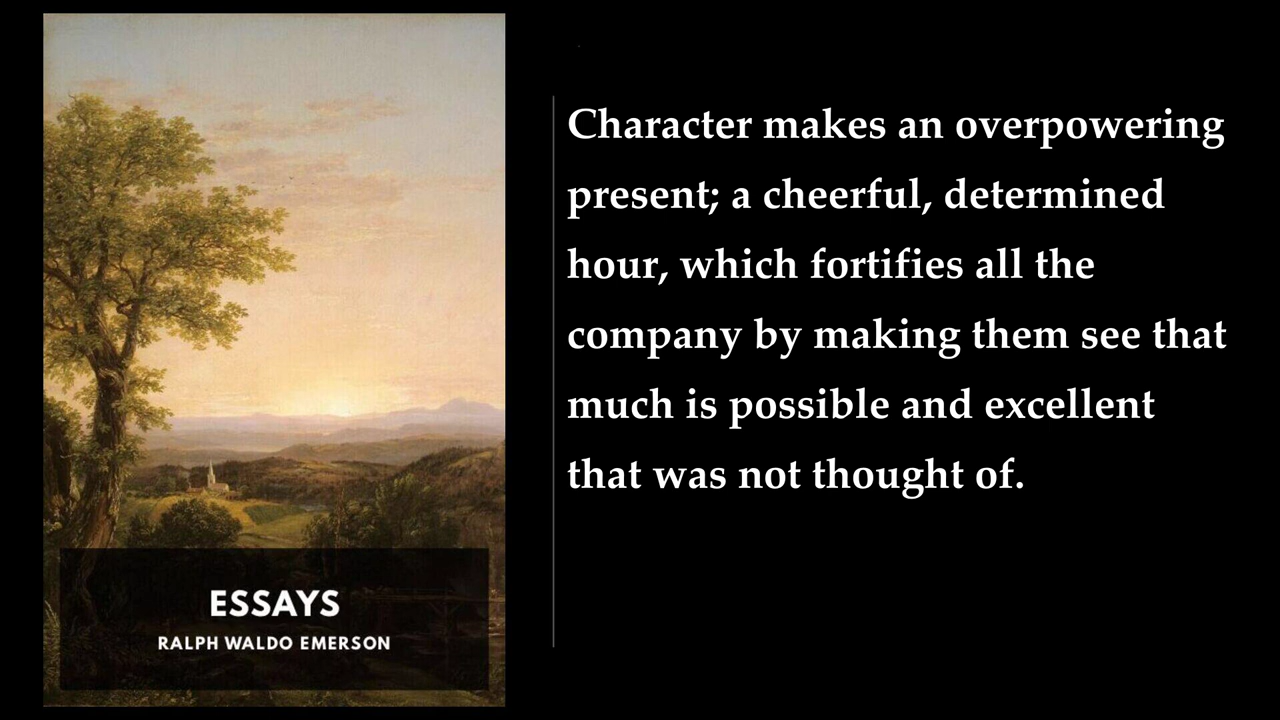 ESSAYS
RALPH WALDO EMERSON
Character makes an overpowering
present; a cheerful, determined
hour, which fortifies all the
company by making them see that
much is possible and excellent
that was not thought of.